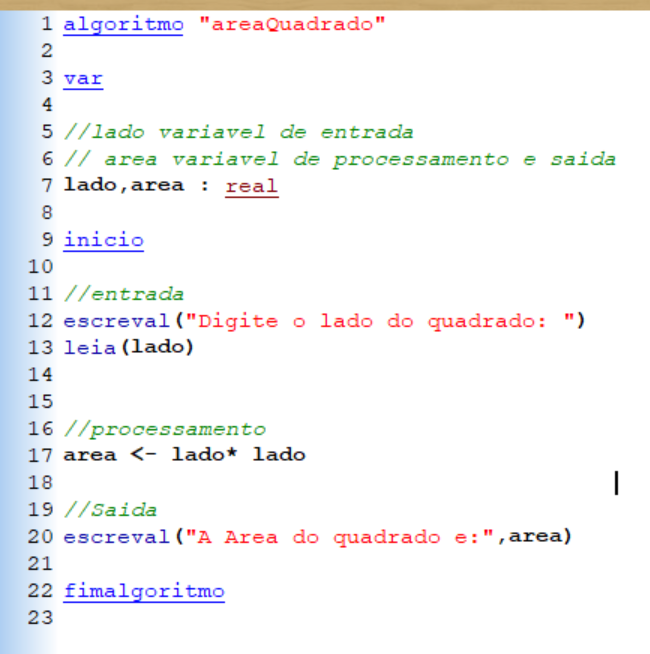 1 algoritmo "areaQuadrado"
2
3 var
4
5 //lado variavel de entrada
6 // area variavel de processamento e saida
7 lado,area : real
8
9 inicio
10
11 //entrada
12 escreval("Digite o lado do quadrado: ")
13 leia(lado)
14
15
16 //processamento
17 area <- lado* lado
18
19 //Saida
20 escreval("A Area do quadrado e:",area)
21
22 fimalgoritmo
23